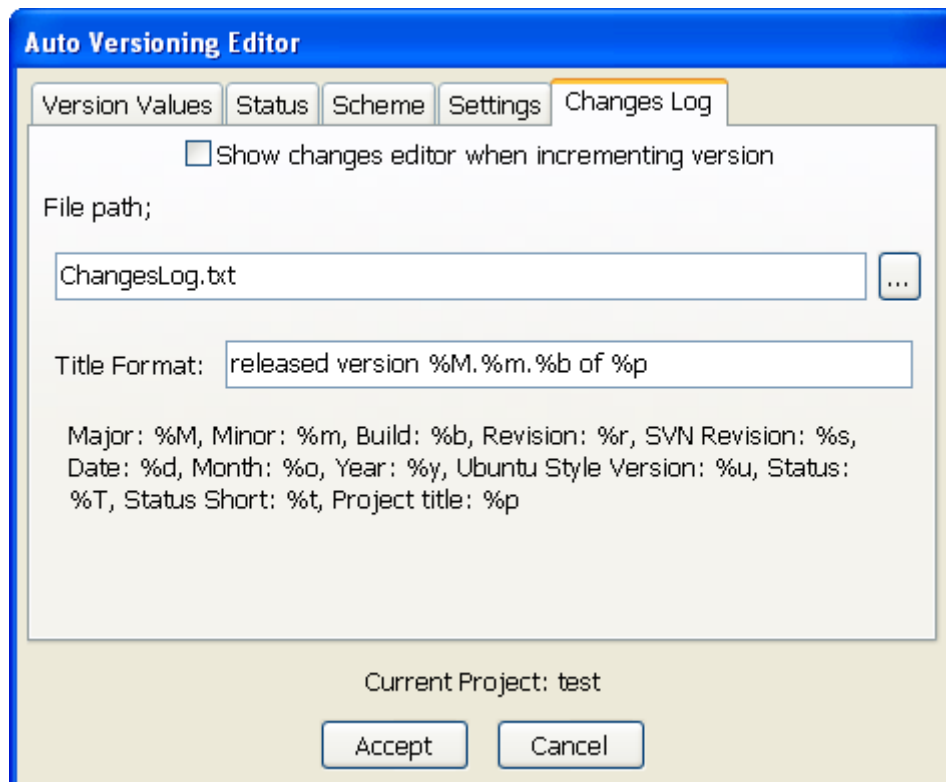 Auto Versioning Editor
Version Values Status Scheme Settings Changes Log
Show changes editor when incrementing version
File path;
ChangesLog.txt ...
Title Format: released version %M.%m.%b of %p
Major: %M, Minor: %m, Build: %b, Revision: %r, SVN Revision: %s,
Date: %d, Month: %o, Year: %y, Ubuntu Style Version: %u, Status:
%T, Status Short: %t, Project title: %p
Current Project: test
Accept Cancel